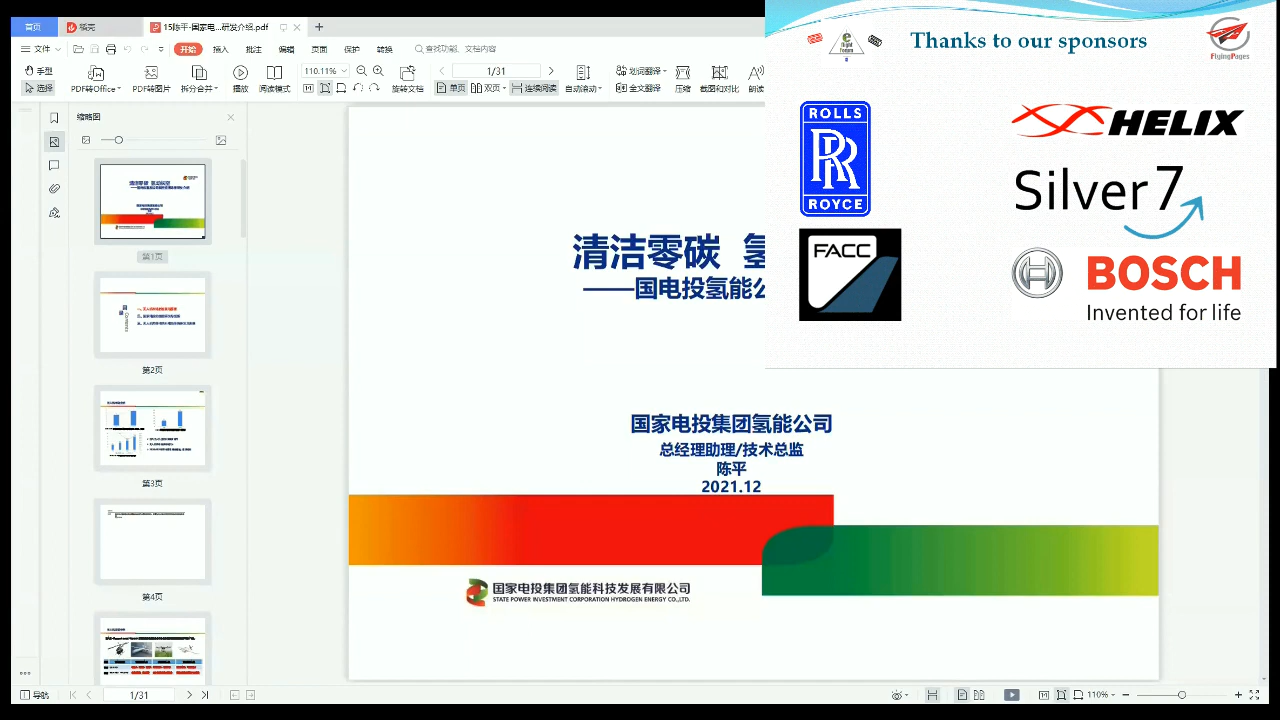 首页
稻壳
15陈平-国家电...研发介绍.pdf
文件
开始
插入
批注
编辑
页面
保护
转换
查找功能、文档内容
手型
选择
PDF转Office
PDF转图片
拆分合并
播放
阅读模式
110.11%
旋转文档
1/31
单页
双页
连续阅读
自动滚动
划词翻译
全文翻译
压缩
截图和对比
朗读
缩略图
第1页
第2页
第3页
第4页
清洁零碳 氢
——国电投氢能公
国家电投集团氢能公司
总经理助理/技术总监
陈平
2021.12
国家电投集团氢能科技发展有限公司
STATE POWER INVESTMENT CORPORATION HYDROGEN ENERGY CO.,LTD.
Thanks to our sponsors
e
flight
Forum
FlyingPages
ROLLS
RR
ROYCE
HELIX
Silver 7
FACC
BOSCH
Invented for life
导航
1/31
110%